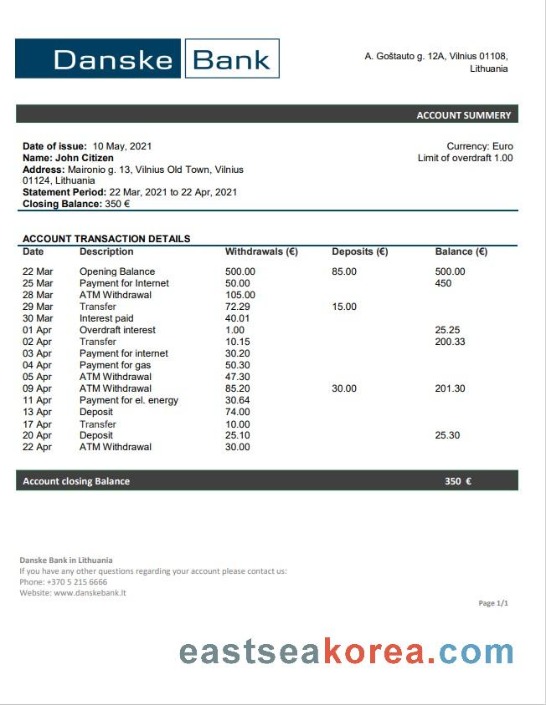 Danske Bank
A. Goštauto g. 12A, Vilnius 01108,
Lithuania
ACCOUNT SUMMERY
Date of issue: 10 May, 2021
Currency: Euro
Name: John Citizen
Limit of overdraft 1.00
Address: Maironio g. 13, Vilnius Old Town, Vilnius
01124, Lithuania
Statement Period: 22 Mar, 2021 to 22 Apr, 2021
Closing Balance: 350 €
ACCOUNT TRANSACTION DETAILS
Date Description Withdrawals (€) Deposits (€) Balance (€)
22 Mar Opening Balance 500.00 85.00 500.00
25 Mar Payment for Internet 50.00 450
28 Mar ATM Withdrawal 105.00
29 Mar Transfer 72.29 15.00
30 Mar Interest paid 40.01
01 Apr Overdraft interest 1.00 25.25
02 Apr Transfer 10.15 200.33
03 Apr Payment for internet 30.20
04 Apr Payment for gas 50.30
05 Apr ATM Withdrawal 47.30
09 Apr ATM Withdrawal 85.20 30.00 201.30
11 Apr Payment for el. energy 30.64
13 Apr Deposit 74.00
17 Apr Transfer 10.00
20 Apr Deposit 25.10 25.30
22 Apr ATM Withdrawal 30.00
Account closing Balance 350 €
Danske Bank in Lithuania
If you have any other questions regarding your account please contact us:
Phone: +370 5 215 6666
Website: www.danskebank.lt
Page 1/1
eastseakorea.com